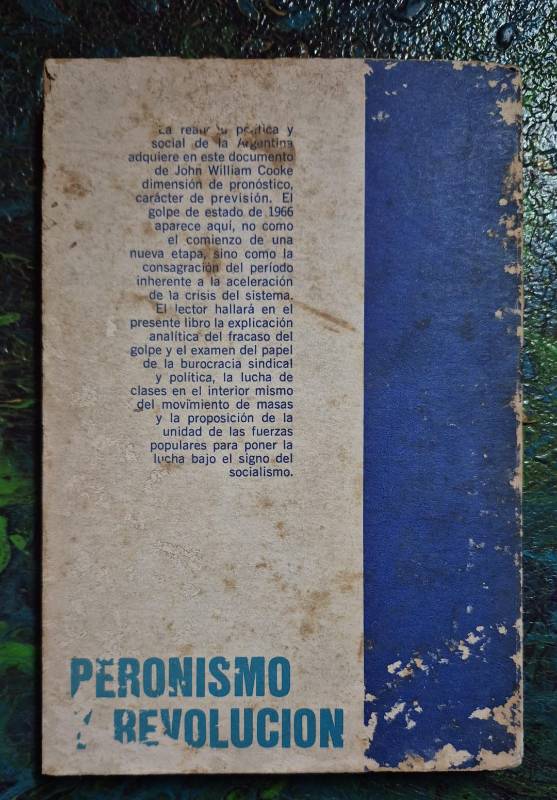 La realidad política y
social de la Argentina
adquiere en este documento
de John William Cooke
dimensión de pronóstico,
carácter de previsión. El
golpe de estado de 1966
aparece aquí, no como
el comienzo de una
nueva etapa, sino como la
consagración del período
inherente a la aceleración
de la crisis del sistema.
El lector hallará en el
presente libro la explicación
analítica del fracaso del
golpe y el examen del papel
de la burocracia sindical
y política, la lucha de
clases en el interior mismo
del movimiento de masas
y la proposición de la
unidad de las fuerzas
populares para poner la
lucha bajo el signo del
socialismo.
PERONISMO
Y REVOLUCION